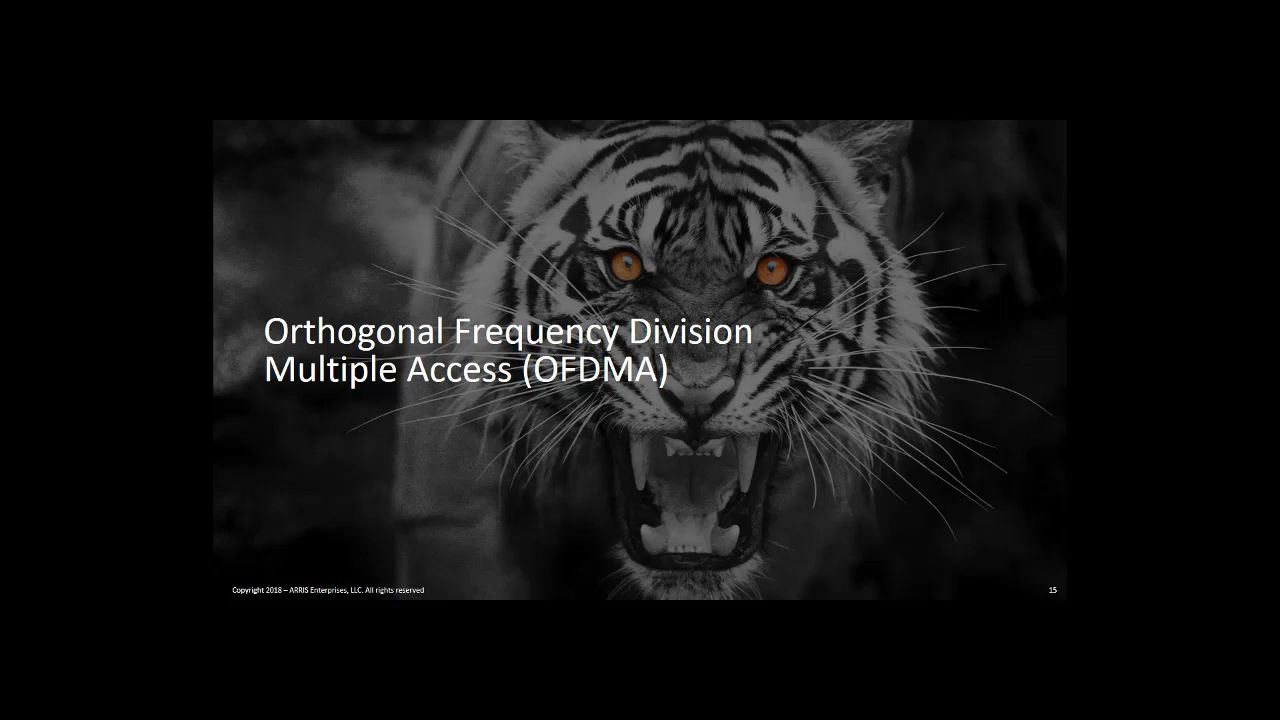 Orthogonal Frequency Division
Multiple Access (OFDMA)
Copyright 2018 – ARRIS Enterprises, LLC. All rights reserved
15